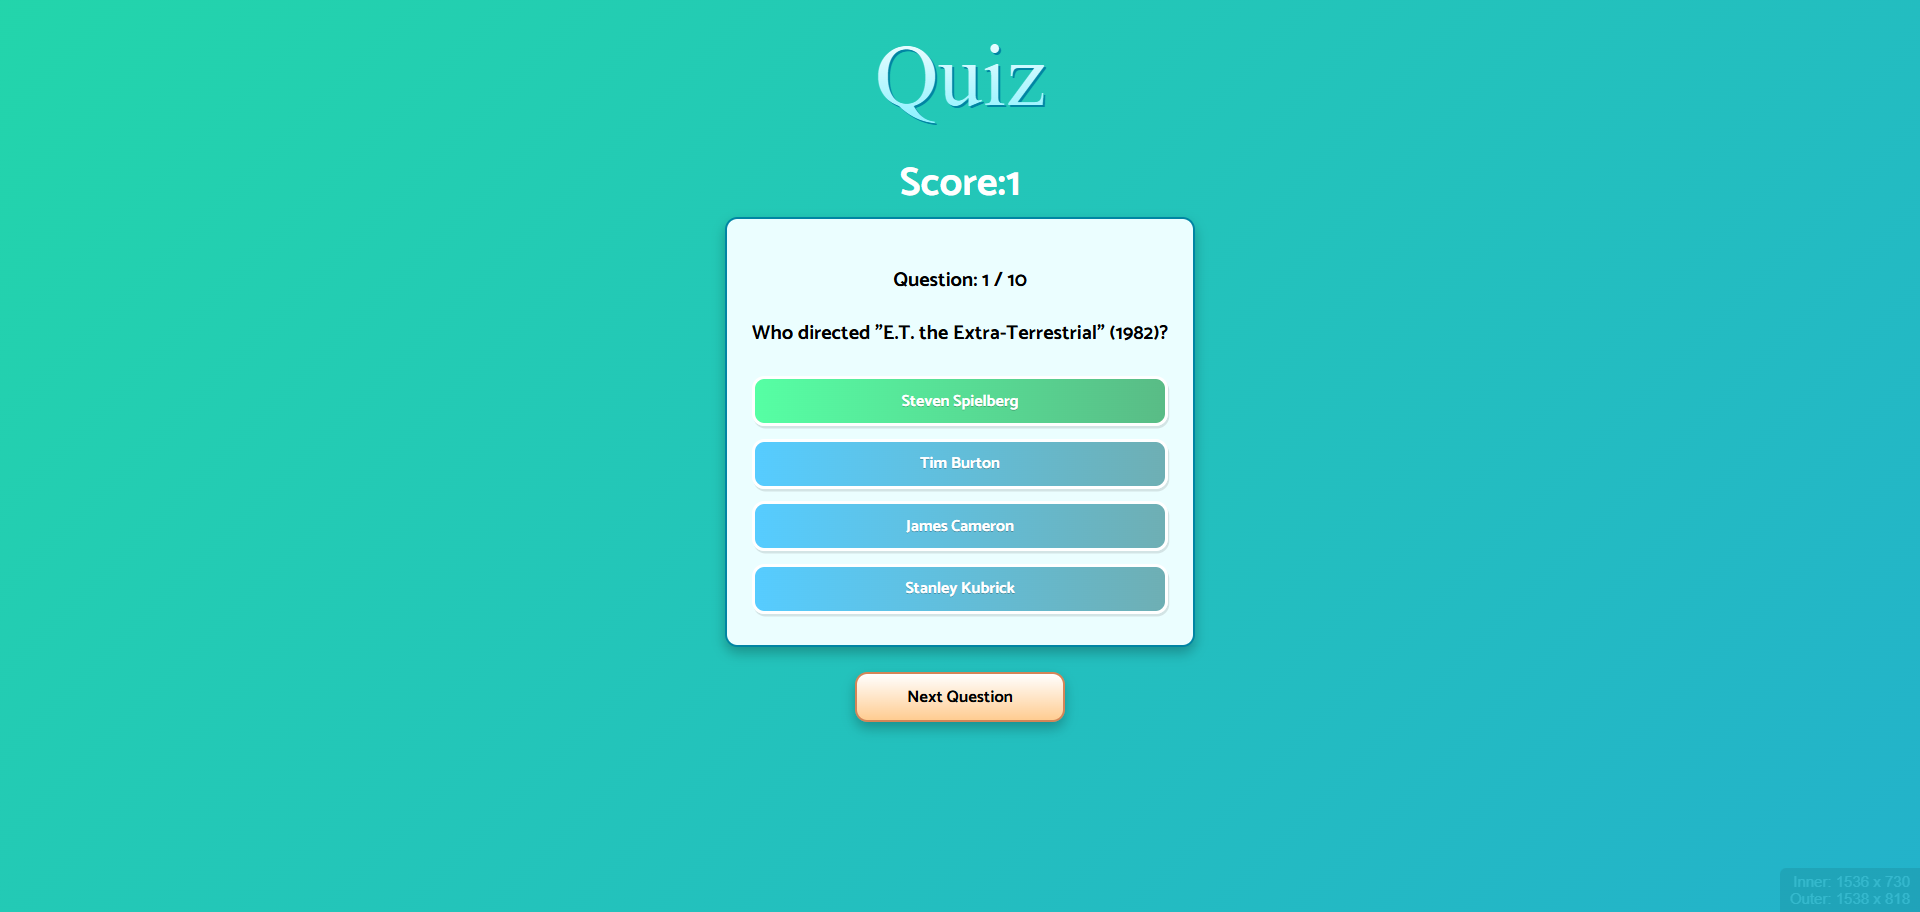 Quiz
Score:1
Question: 1 / 10
Who directed ”E.T. the Extra-Terrestrial” (1982)?
Steven Spielberg
Tim Burton
James Cameron
Stanley Kubrick
Next Question
Inner: 1536 x 730
Outer: 1538 x 818